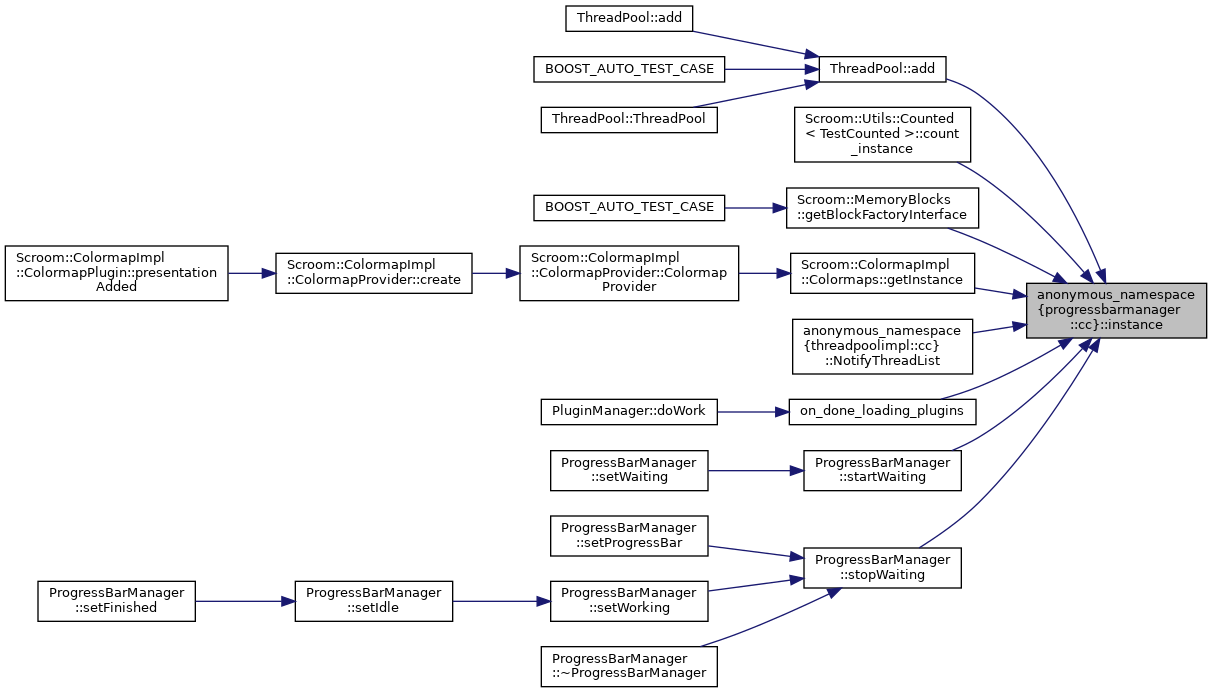 ThreadPool::add
BOOST_AUTO_TEST_CASE
ThreadPool::add
ThreadPool::ThreadPool
Scroom::Utils::Counted
< TestCounted >::count
_instance
BOOST_AUTO_TEST_CASE
Scroom::MemoryBlocks
::getBlockFactoryInterface
Scroom::ColormapImpl
::ColormapPlugin::presentation
Added
Scroom::ColormapImpl
::ColormapProvider::create
Scroom::ColormapImpl
::ColormapProvider::Colormap
Provider
Scroom::ColormapImpl
::Colormaps::getInstance
anonymous_namespace
{progressbarmanager
::cc}::instance
anonymous_namespace
{threadpoolimpl::cc}
::NotifyThreadList
PluginManager::doWork
on_done_loading_plugins
ProgressBarManager
::setWaiting
ProgressBarManager
::startWaiting
ProgressBarManager
::setProgressBar
ProgressBarManager
::stopWaiting
ProgressBarManager
::setFinished
ProgressBarManager
::setIdle
ProgressBarManager
::setWorking
ProgressBarManager
::~ProgressBarManager